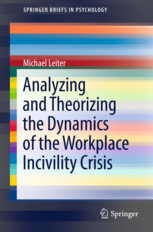 SPRINGER BRIEFS IN PSYCHOLOGY
Michael Leiter
Analyzing
and Theorizing
the Dynamics
of the Workplace
Incivility Crisis
Springer